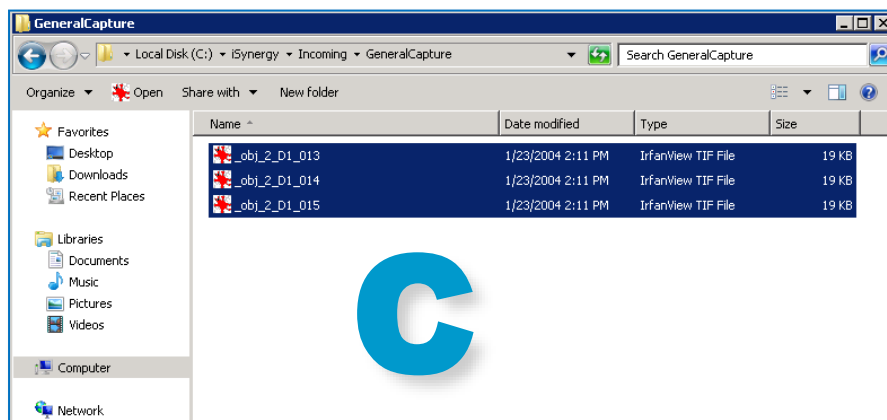 GeneralCapture
Local Disk (C:) iSynergy Incoming GeneralCapture Search GeneralCapture
Organize Open Share with New folder
Favorites
Desktop
Downloads
Recent Places
Libraries
Documents
Music
Pictures
Videos
Computer
Network
Name Date modified Type Size
_obj_2_D1_013 1/23/2004 2:11 PM IrfanView TIF File 19 KB
_obj_2_D1_014 1/23/2004 2:11 PM IrfanView TIF File 19 KB
_obj_2_D1_015 1/23/2004 2:11 PM IrfanView TIF File 19 KB
C